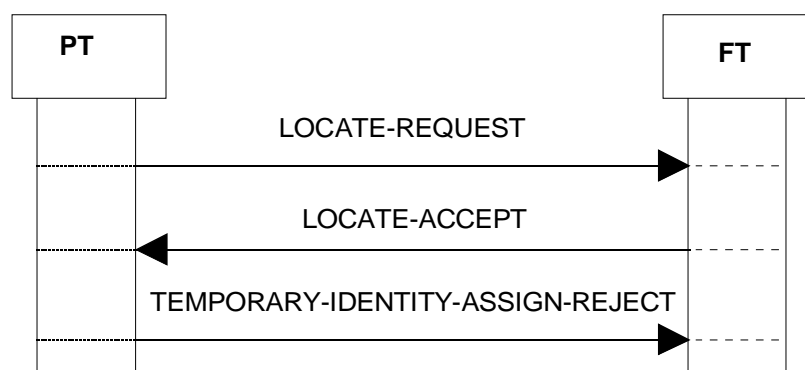 PT
FT
LOCATE-REQUEST
LOCATE-ACCEPT
TEMPORARY-IDENTITY-ASSIGN-REJECT